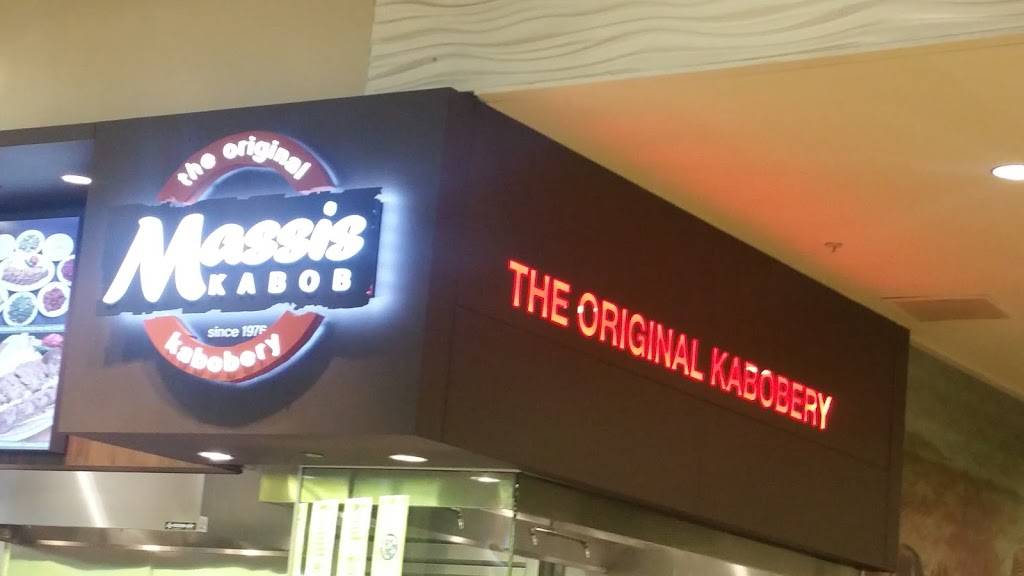 the original
Massis
KABOB
since 1976
kabobery
THE ORIGINAL KABOBERY